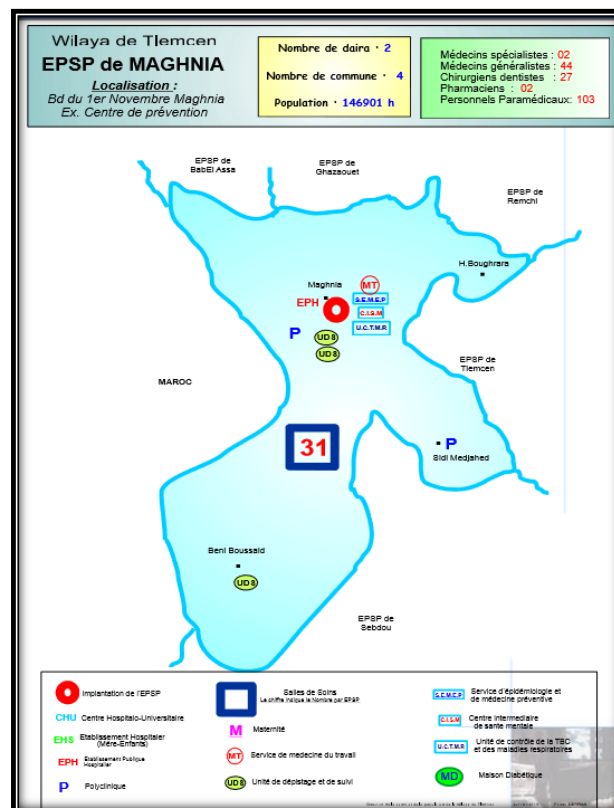 Wilaya de Tlemcen
EPSP de MAGHNIA
Localisation :
Bd du 1er Novembre Maghnia
Ex. Centre de prévention
Nombre de daira · 2
Nombre de commune · 4
Population · 146901 h
Médecins spécialistes : 02
Médecins généralistes : 44
Chirurgiens dentistes : 27
Pharmaciens : 02
Personnels Paramédicaux: 103
EPSP de
BabEl Assa
EPSP de
Ghazaouet
EPSP de
Remchi
H.Boughrara
Maghnia
MT
S.E.M.E.P
EPH
C.I.S.M
U.C.T.M.R
P
UD8
UD8
EPSP de
Tlemcen
MAROC
31
P
Sidi Medjahed
Beni Boussaid
UD8
EPSP de
Sebdou
Implantation de l'EPSP
CHU Centre Hospitalo-Universitaire
EHS Etablissement Hospitalier
(Mère-Enfants)
EPH Etablissement Publique
Hospitalier
P Polyclinique
Salles de Soins
Le chiffre indique le Nombre par EPSP
M Maternité
MT Service de medecine du travail
UD8 Unité de dépistage et de suivi
S.E.M.E.P Service d'épidémiologie et
de médecine préventive
C.I.S.M Centre intermediaire
de sante mentale
U.C.T.M.R Unité de contrôle de la TBC
et des maladies respiratoires
MD Maison Diabétique